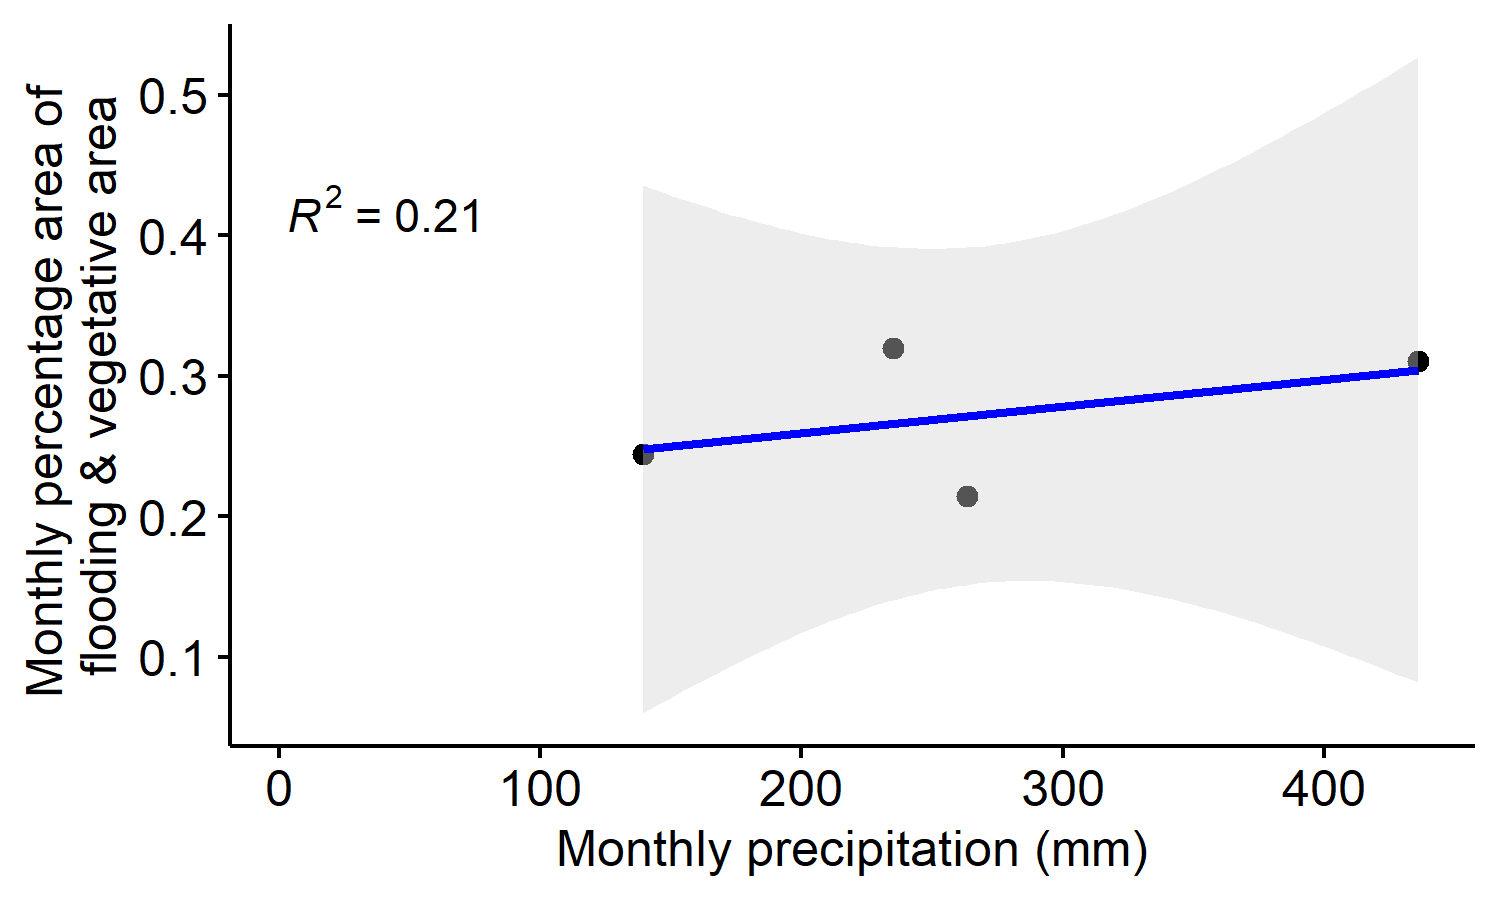 Monthly percentage area of
flooding & vegetative area
0.5
0.4
0.3
0.2
0.1
R² = 0.21
0 100 200 300 400
Monthly precipitation (mm)